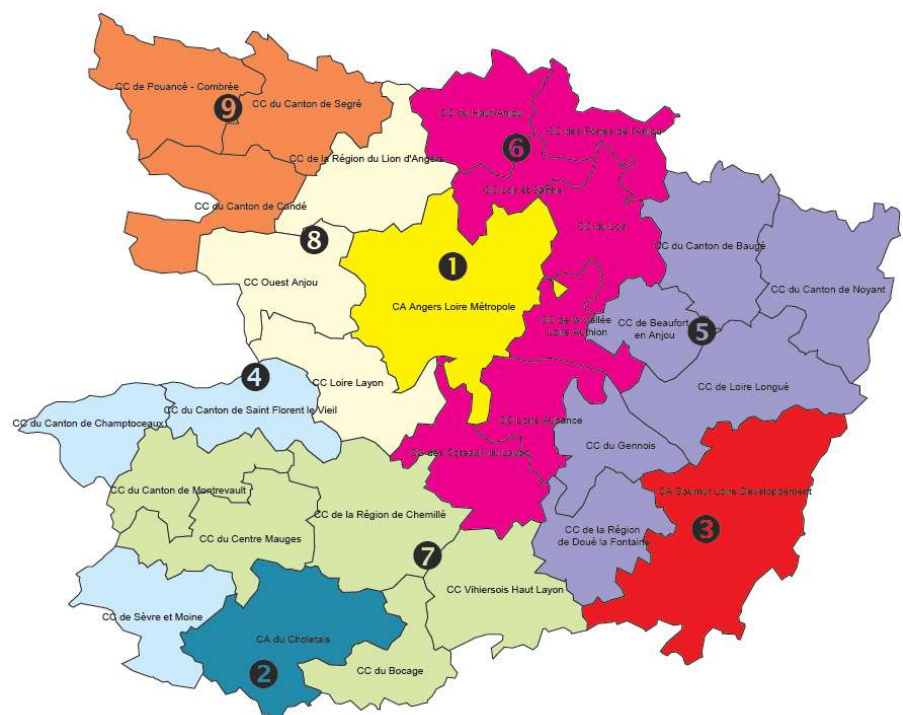 CC de Pouancé - Combrée
9
CC du Canton de Segré
CC du Haut Anjou
CC des Portes de l'Anjou
6
CC de la Région du Lion d'Angers
CC Loir et Sarthe
CC du Canton de Candé
8
CC du Loir
CC du Canton de Baugé
1
CC Ouest Anjou
CC du Canton de Noyant
CA Angers Loire Métropole
CC de la Vallée
Loire Authion
CC de Beaufort
en Anjou
5
4
CC Loire Layon
CC de Loire Longué
CC du Canton de Saint Florent le Vieil
CC du Canton de Champtoceaux
CC Loire Aubance
CC du Gennois
CC des Coteaux du Layon
CC du Canton de Montrevault
CA Saumur Loire Développement
CC de la Région de Chemillé
3
CC du Centre Mauges
CC de la Région
de Doué la Fontaine
7
CC Vihiersois Haut Layon
CC de Sèvre et Moine
CA du Choletais
2
CC du Bocage